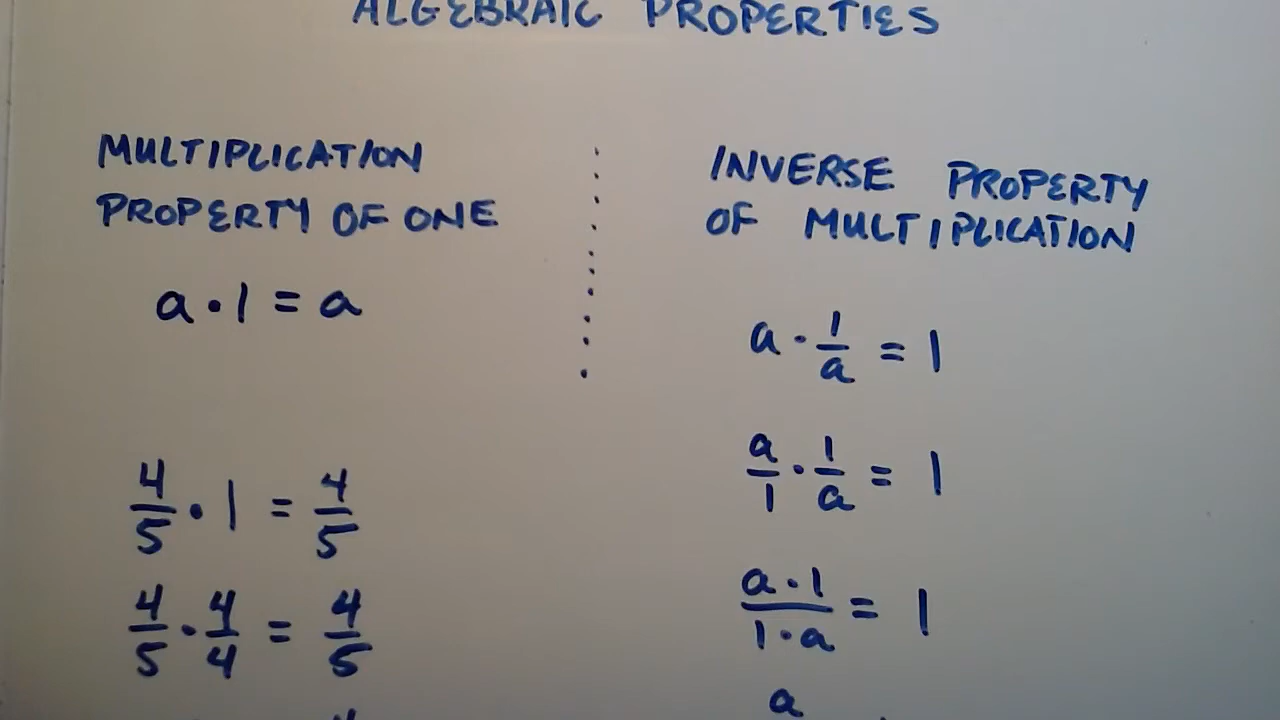 ALGEBRAIC PROPERTIES
MULTIPLICATION
PROPERTY OF ONE
a · 1 = a
4/5 · 1 = 4/5
4/5 · 4/4 = 4/5
INVERSE PROPERTY
OF MULTIPLICATION
a · 1/a = 1
a/1 · 1/a = 1
a · 1/1 · a = 1
a